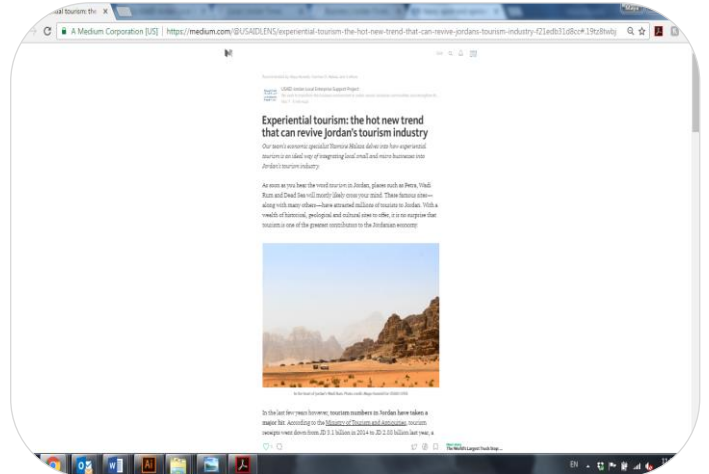 al tourism: the
A Medium Corporation [US] | https://medium.com/@USAIDLENS/experiential-tourism-the-hot-new-trend-that-can-revive-jordans-tourism-industry-f21edb31d8cc#.19tz8twbj
USAID Jordan Local Enterprise Support Project
Experiential tourism: the hot new trend
that can revive Jordan's tourism industry
Our team's economic specialist Yasmina Malas delves into how experiential
tourism is an ideal way of integrating local small and micro businesses into
Jordan's tourism industry.
As soon as you hear the word tourism in Jordan, places such as Petra, Wadi
Rum and Dead Sea will mostly likely cross your mind. These famous sites—
along with many others—have attracted millions of tourists to Jordan. With a
wealth of historical, geological and cultural sites to offer, it is no surprise that
tourism is one of the greatest contributors to the Jordanian economy.
In the last few years however, tourism numbers in Jordan have taken a
major hit. According to the Ministry of Tourism and Antiquities, tourism
receipts went down from JD 3.1 billion in 2014 to JD 2.88 billion last year, a
The World's Largest Truck Stop...
EN